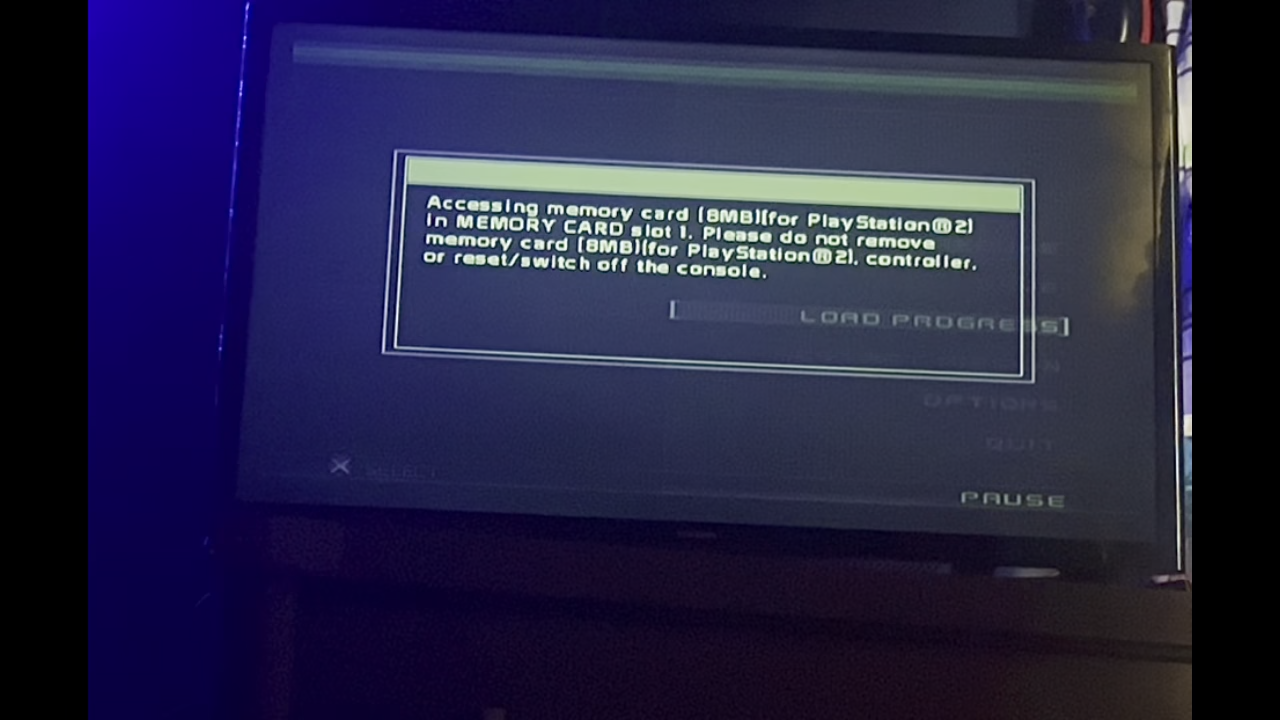 Accessing memory card (8MB)(for PlayStation®2)
in MEMORY CARD slot 1. Please do not remove
memory card (8MB)(for PlayStation®2), controller,
or reset/switch off the console.
[LOAD PROGRESS]
OPTIONS
QUIT
SELECT
PAUSE